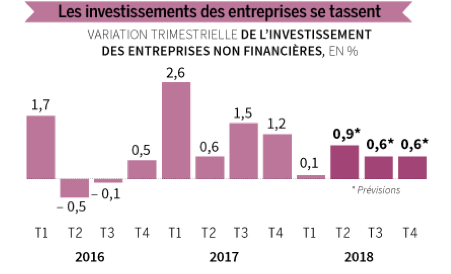 Les investissements des entreprises se tassent
VARIATION TRIMESTRIELLE DE L'INVESTISSEMENT
DES ENTREPRISES NON FINANCIÈRES, EN %
1,7
– 0,5
– 0,1
0,5
2,6
0,6
1,5
1,2
0,1
0,9*
0,6*
0,6*
* Prévisions
T1 T2 T3 T4 T1 T2 T3 T4 T1 T2 T3 T4
2016 2017 2018